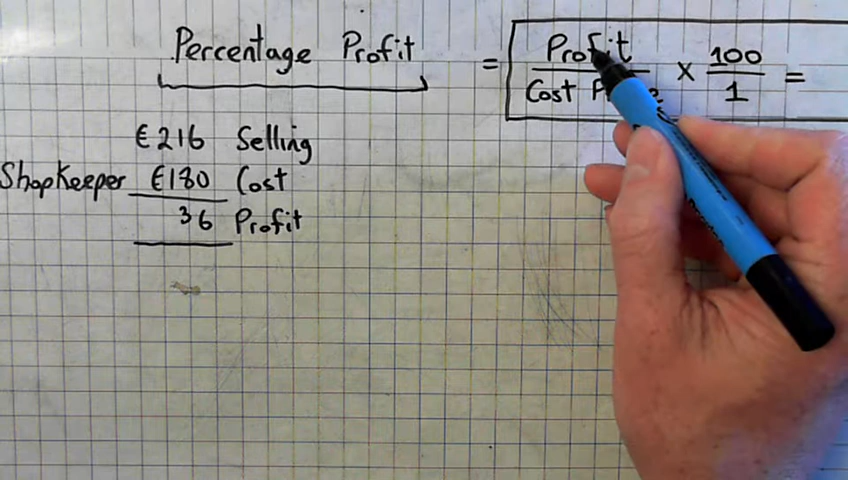 Percentage Profit = Profit / Cost × 100 / 1 =
€216 Selling
Shopkeeper €180 Cost
36 Profit